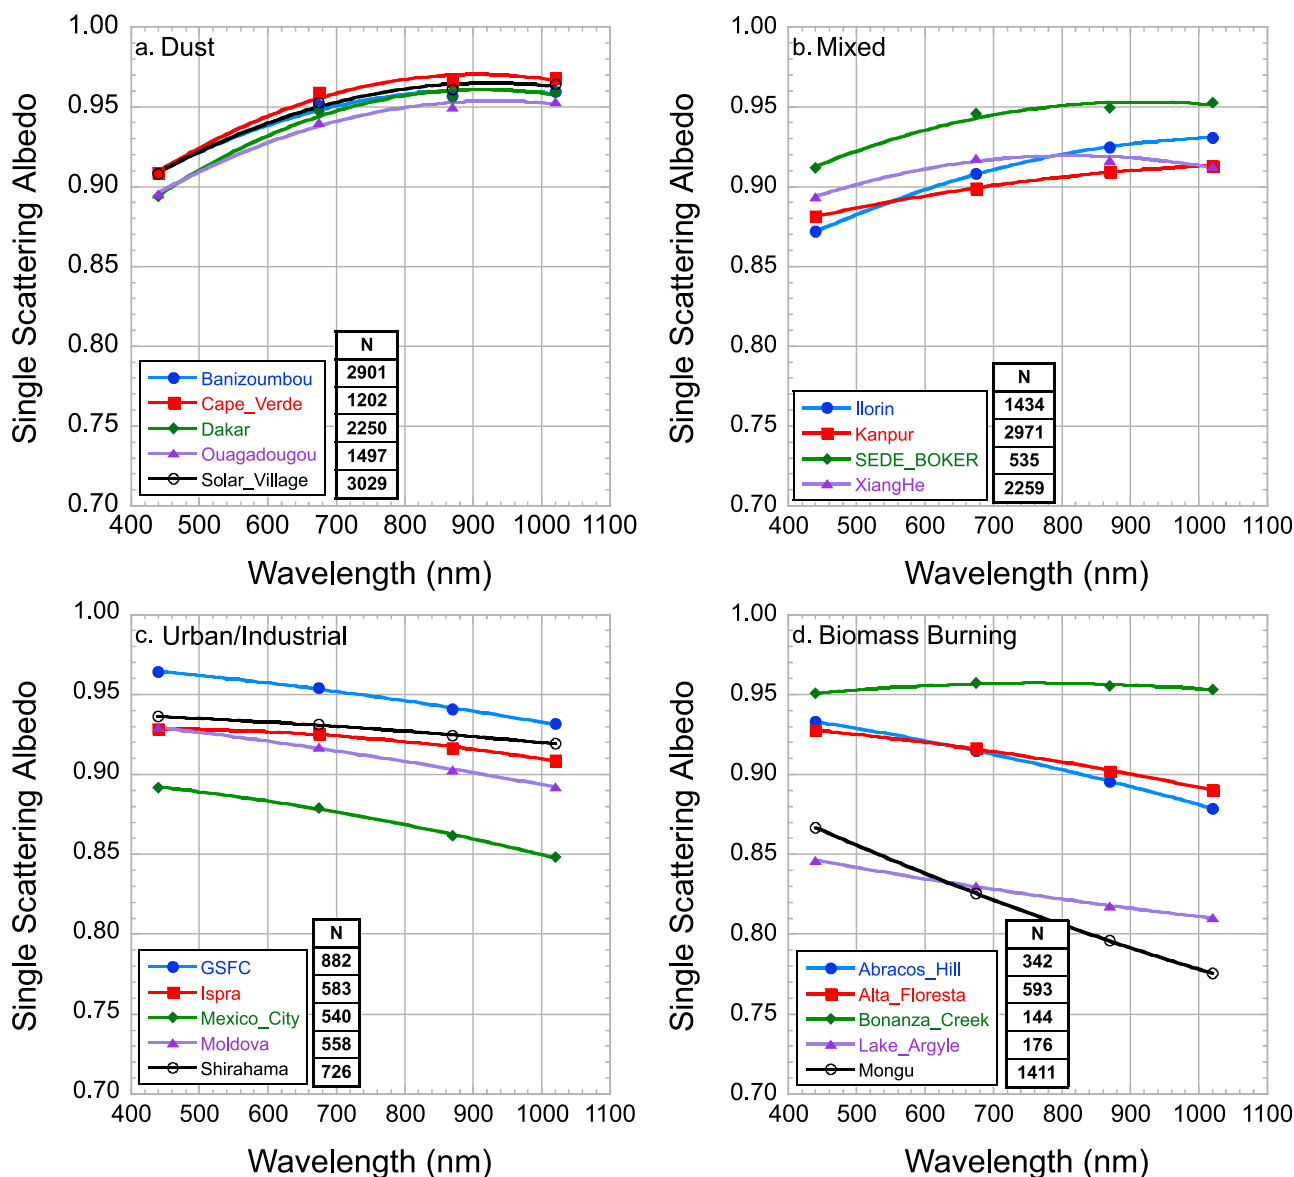 a. Dust
1.00
0.95
0.90
0.85
0.80
0.75
0.70
Single Scattering Albedo
N
Banizoumbou 2901
Cape_Verde 1202
Dakar 2250
Ouagadougou 1497
Solar_Village 3029
400 500 600 700 800 900 1000 1100
Wavelength (nm)
b. Mixed
1.00
0.95
0.90
0.85
0.80
0.75
0.70
Single Scattering Albedo
N
Ilorin 1434
Kanpur 2971
SEDE_BOKER 535
XiangHe 2259
400 500 600 700 800 900 1000 1100
Wavelength (nm)
c. Urban/Industrial
1.00
0.95
0.90
0.85
0.80
0.75
0.70
Single Scattering Albedo
N
GSFC 882
Ispra 583
Mexico_City 540
Moldova 558
Shirahama 726
400 500 600 700 800 900 1000 1100
Wavelength (nm)
d. Biomass Burning
1.00
0.95
0.90
0.85
0.80
0.75
0.70
Single Scattering Albedo
N
Abracos_Hill 342
Alta_Floresta 593
Bonanza_Creek 144
Lake_Argyle 176
Mongu 1411
400 500 600 700 800 900 1000 1100
Wavelength (nm)